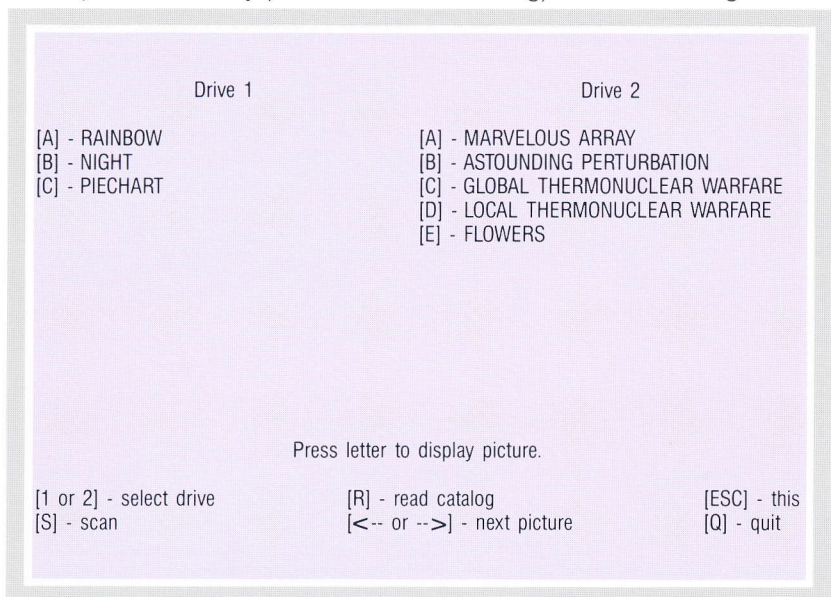 Drive 1 Drive 2
[A] - RAINBOW [A] - MARVELOUS ARRAY
[B] - NIGHT [B] - ASTOUNDING PERTURBATION
[C] - PIECHART [C] - GLOBAL THERMONUCLEAR WARFARE
[D] - LOCAL THERMONUCLEAR WARFARE
[E] - FLOWERS
Press letter to display picture.
[1 or 2] - select drive [R] - read catalog [ESC] - this
[S] - scan [<-- or -->] - next picture [Q] - quit